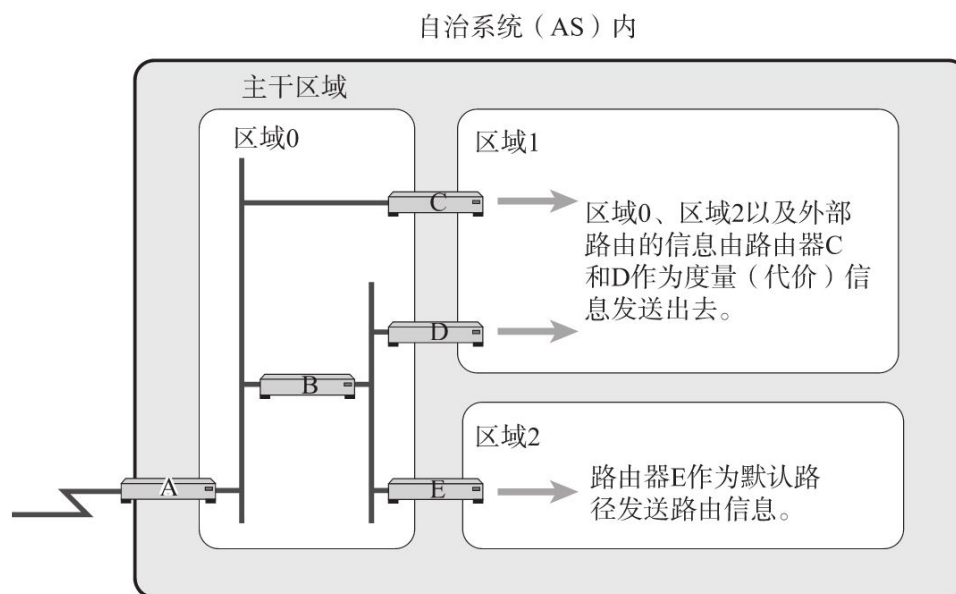 自治系统（AS）内
主干区域
区域0
区域1
C
区域0、区域2以及外部
路由的信息由路由器C
和D作为度量（代价）信
息发送出去。
D
B
区域2
A
E
路由器E作为默认路
径发送路由信息。